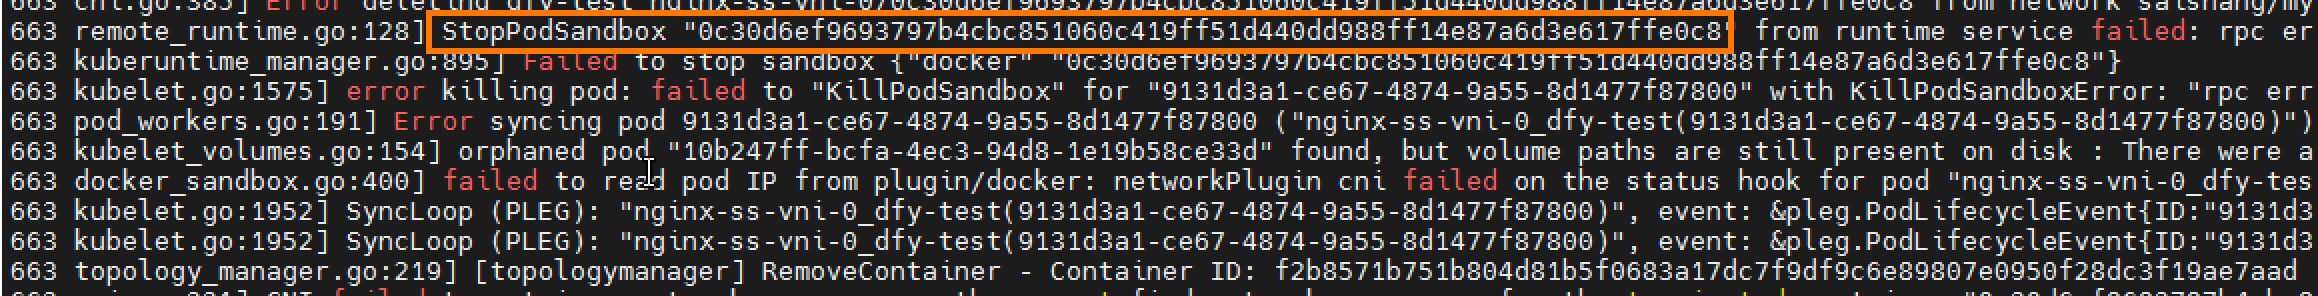 663 remote_runtime.go:128] StopPodSandbox "0c30d6ef9693797b4cbc851060c419ff51d440dd988ff14e87a6d3e617ffe0c8" from runtime service failed: rpc er
663 kuberuntime_manager.go:895] Failed to stop sandbox {"docker" "0c30d6ef9693797b4cbc851060c419ff51d440dd988ff14e87a6d3e617ffe0c8"}
663 kubelet.go:1575] error killing pod: failed to "KillPodSandbox" for "9131d3a1-ce67-4874-9a55-8d1477f87800" with KillPodSandboxError: "rpc err
663 pod_workers.go:191] Error syncing pod 9131d3a1-ce67-4874-9a55-8d1477f87800 ("nginx-ss-vni-0_dfy-test(9131d3a1-ce67-4874-9a55-8d1477f87800)")
663 kubelet_volumes.go:154] orphaned pod "10b247ff-bcfa-4ec3-94d8-1e19b58ce33d" found, but volume paths are still present on disk : There were a
663 docker_sandbox.go:400] failed to read pod IP from plugin/docker: networkPlugin cni failed on the status hook for pod "nginx-ss-vni-0_dfy-tes
663 kubelet.go:1952] SyncLoop (PLEG): "nginx-ss-vni-0_dfy-test(9131d3a1-ce67-4874-9a55-8d1477f87800)", event: &pleg.PodLifecycleEvent{ID:"9131d3
663 kubelet.go:1952] SyncLoop (PLEG): "nginx-ss-vni-0_dfy-test(9131d3a1-ce67-4874-9a55-8d1477f87800)", event: &pleg.PodLifecycleEvent{ID:"9131d3
663 topology_manager.go:219] [topologymanager] RemoveContainer - Container ID: f2b8571b751b804d81b5f0683a17dc7f9df9c6e89807e0950f28dc3f19ae7aad